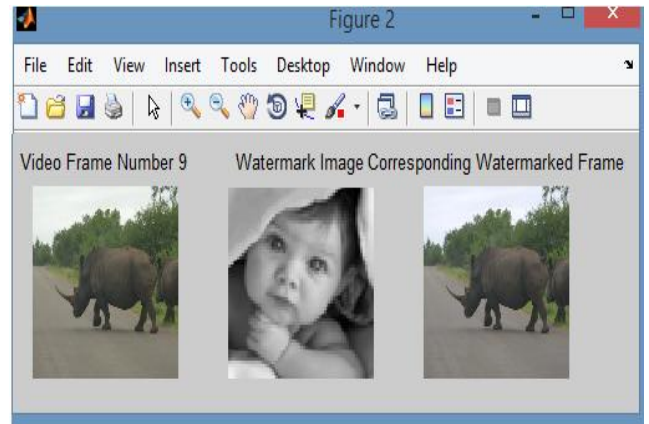 Figure 2
File Edit View Insert Tools Desktop Window Help
Video Frame Number 9 Watermark Image Corresponding Watermarked Frame